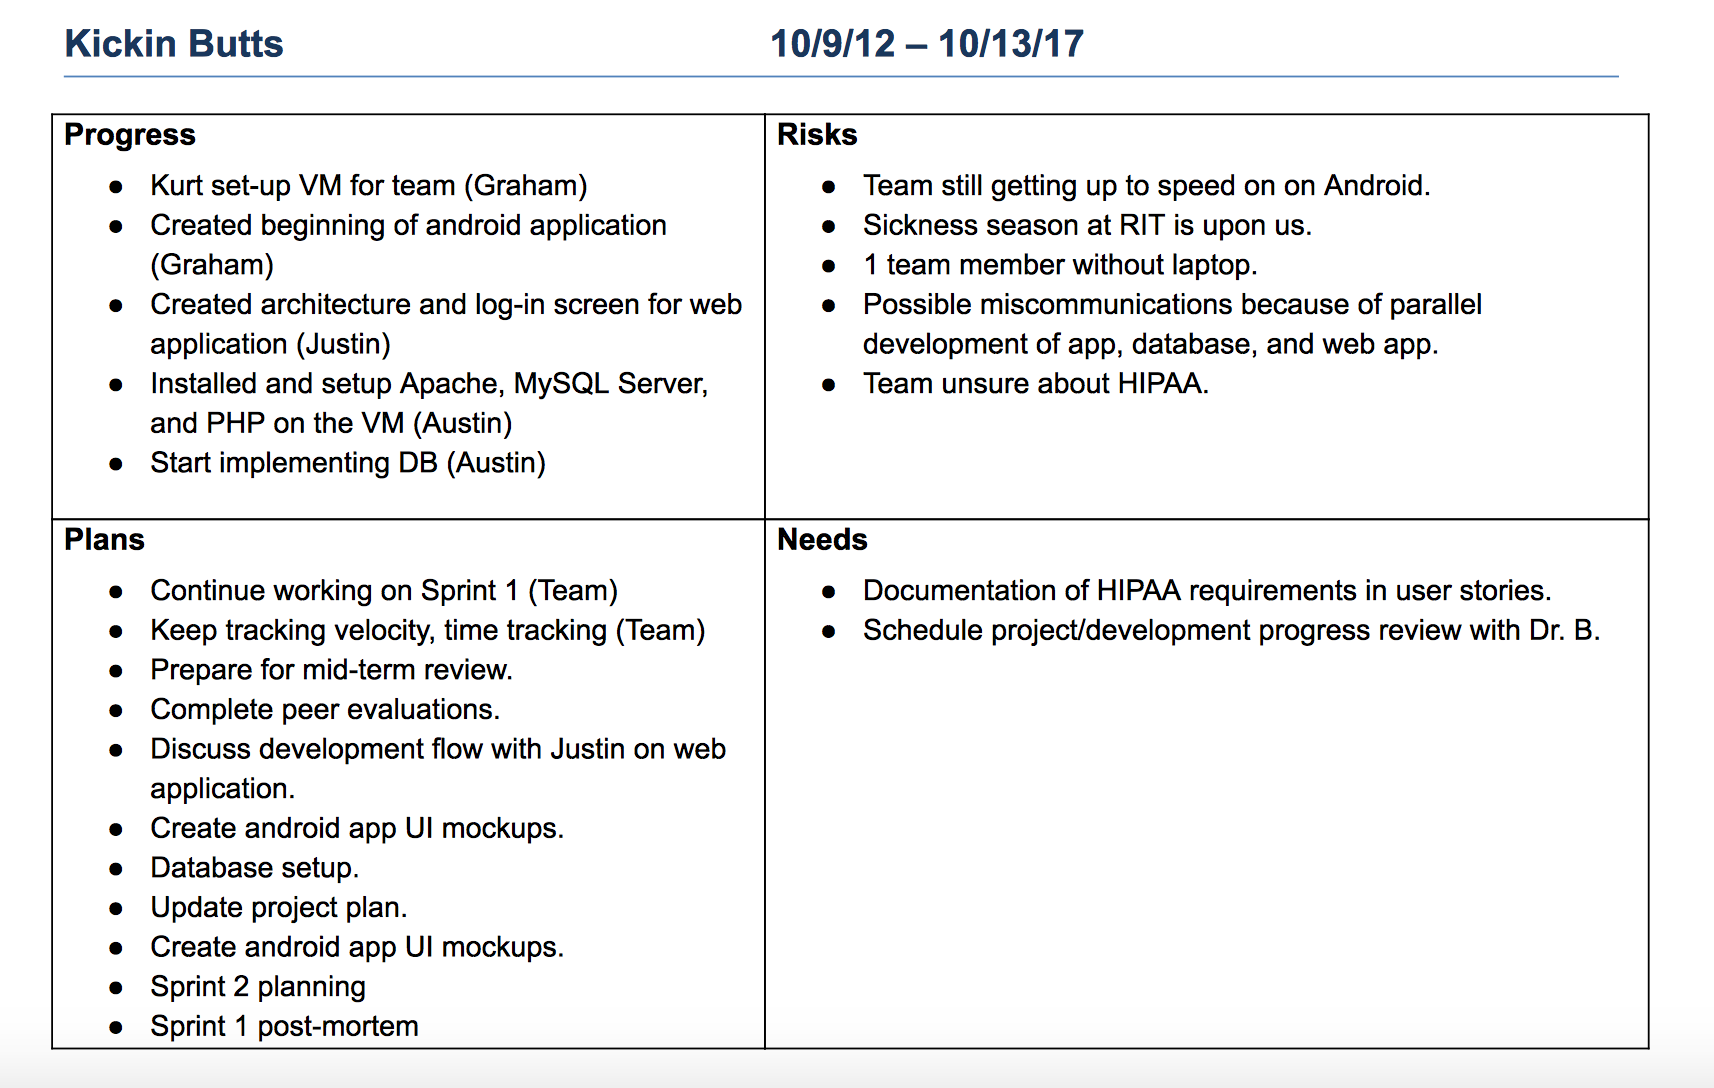 Kickin Butts 10/9/12 – 10/13/17
Progress
● Kurt set-up VM for team (Graham)
● Created beginning of android application
(Graham)
● Created architecture and log-in screen for web
application (Justin)
● Installed and setup Apache, MySQL Server,
and PHP on the VM (Austin)
● Start implementing DB (Austin)
Risks
● Team still getting up to speed on on Android.
● Sickness season at RIT is upon us.
● 1 team member without laptop.
● Possible miscommunications because of parallel
development of app, database, and web app.
● Team unsure about HIPAA.
Plans
● Continue working on Sprint 1 (Team)
● Keep tracking velocity, time tracking (Team)
● Prepare for mid-term review.
● Complete peer evaluations.
● Discuss development flow with Justin on web
application.
● Create android app UI mockups.
● Database setup.
● Update project plan.
● Create android app UI mockups.
● Sprint 2 planning
● Sprint 1 post-mortem
Needs
● Documentation of HIPAA requirements in user stories.
● Schedule project/development progress review with Dr. B.